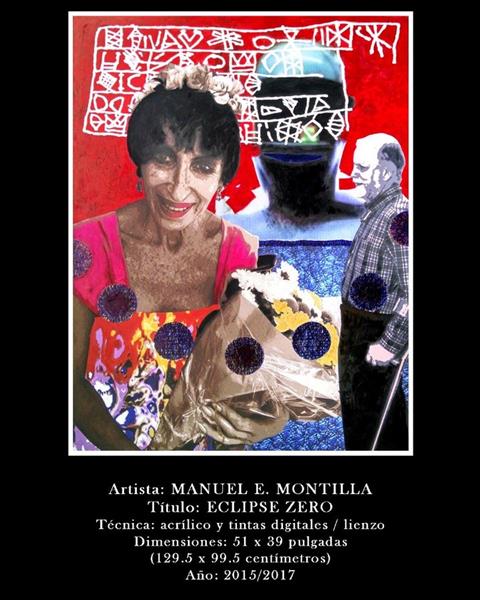 Artista: MANUEL E. MONTILLA
Título: ECLIPSE ZERO
Técnica: acrílico y tintas digitales / lienzo
Dimensiones: 51 x 39 pulgadas
(129.5 x 99.5 centímetros)
Año: 2015/2017